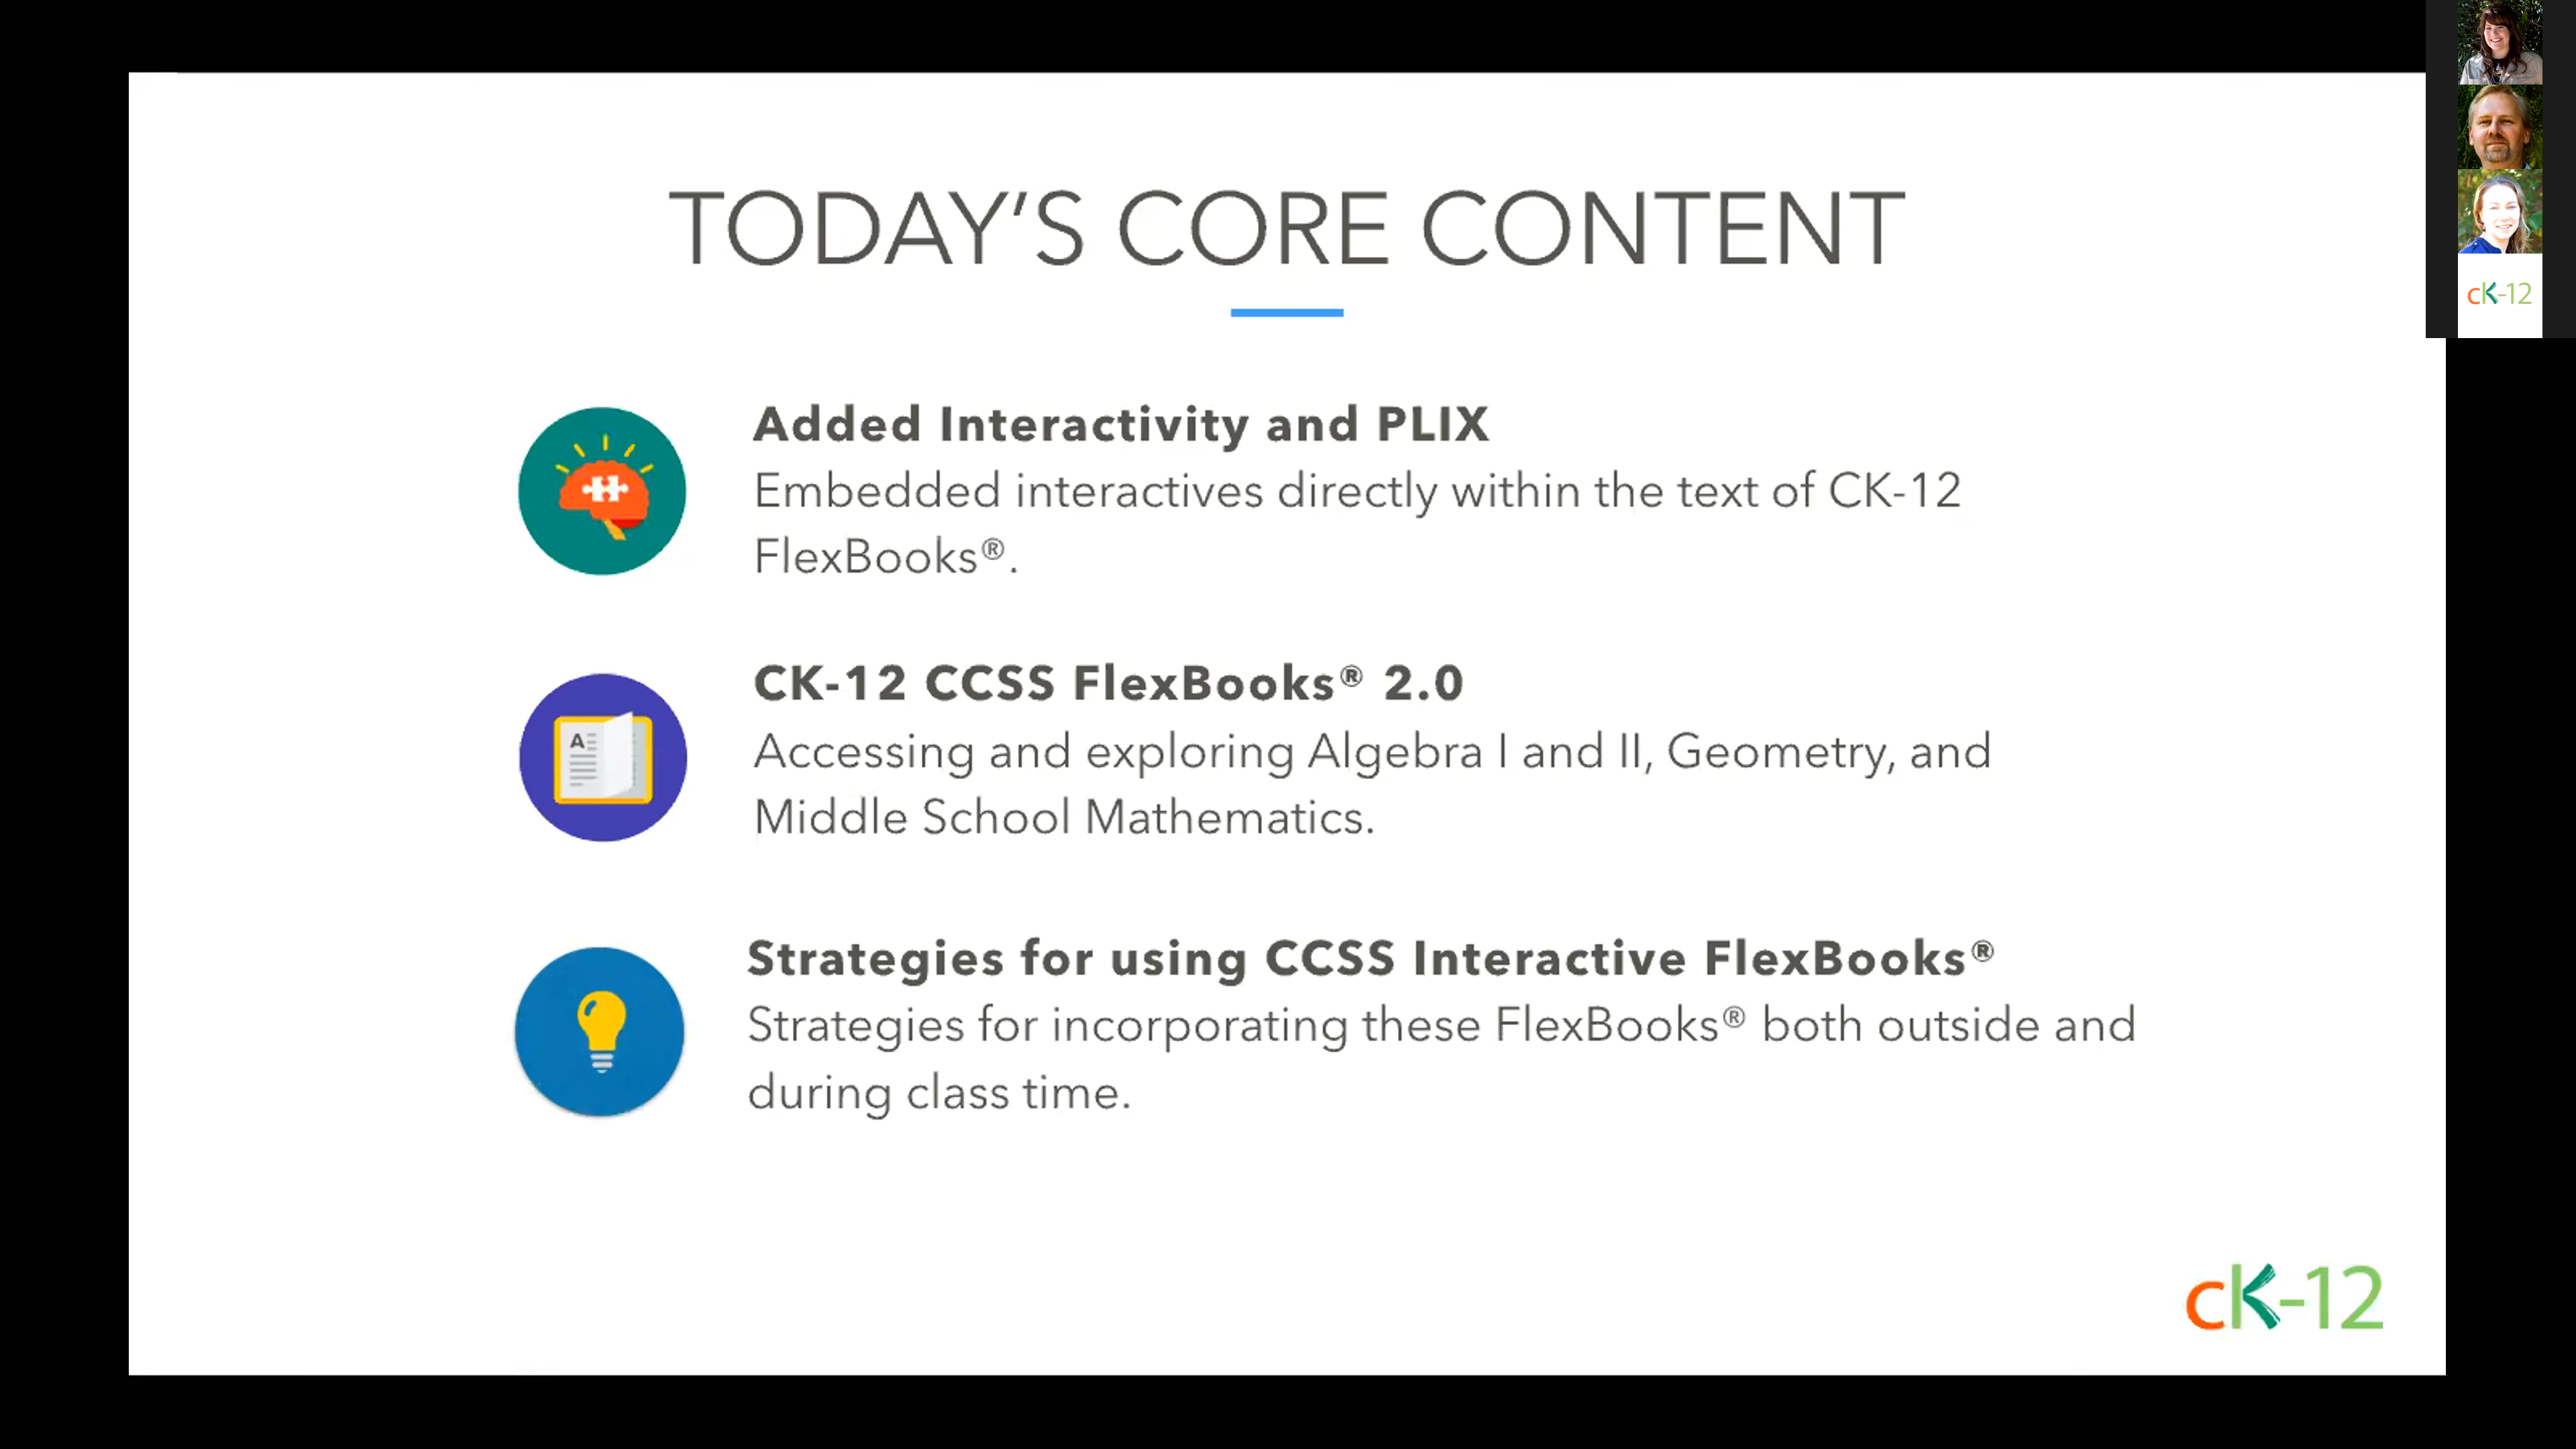 TODAY’S CORE CONTENT
Added Interactivity and PLIX
Embedded interactives directly within the text of CK-12
FlexBooks®.
CK-12 CCSS FlexBooks® 2.0
A
Accessing and exploring Algebra I and II, Geometry, and
Middle School Mathematics.
Strategies for using CCSS Interactive FlexBooks®
Strategies for incorporating these FlexBooks® both outside and
during class time.
cK-12
cK-12